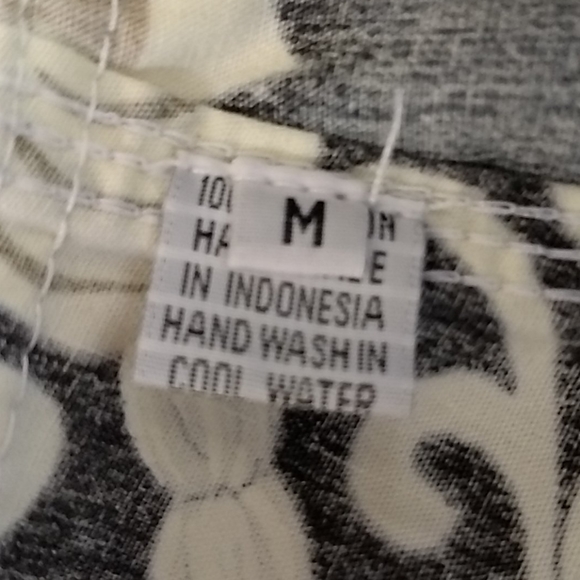 M
IN INDONESIA
HAND WASH IN
COOL WATER